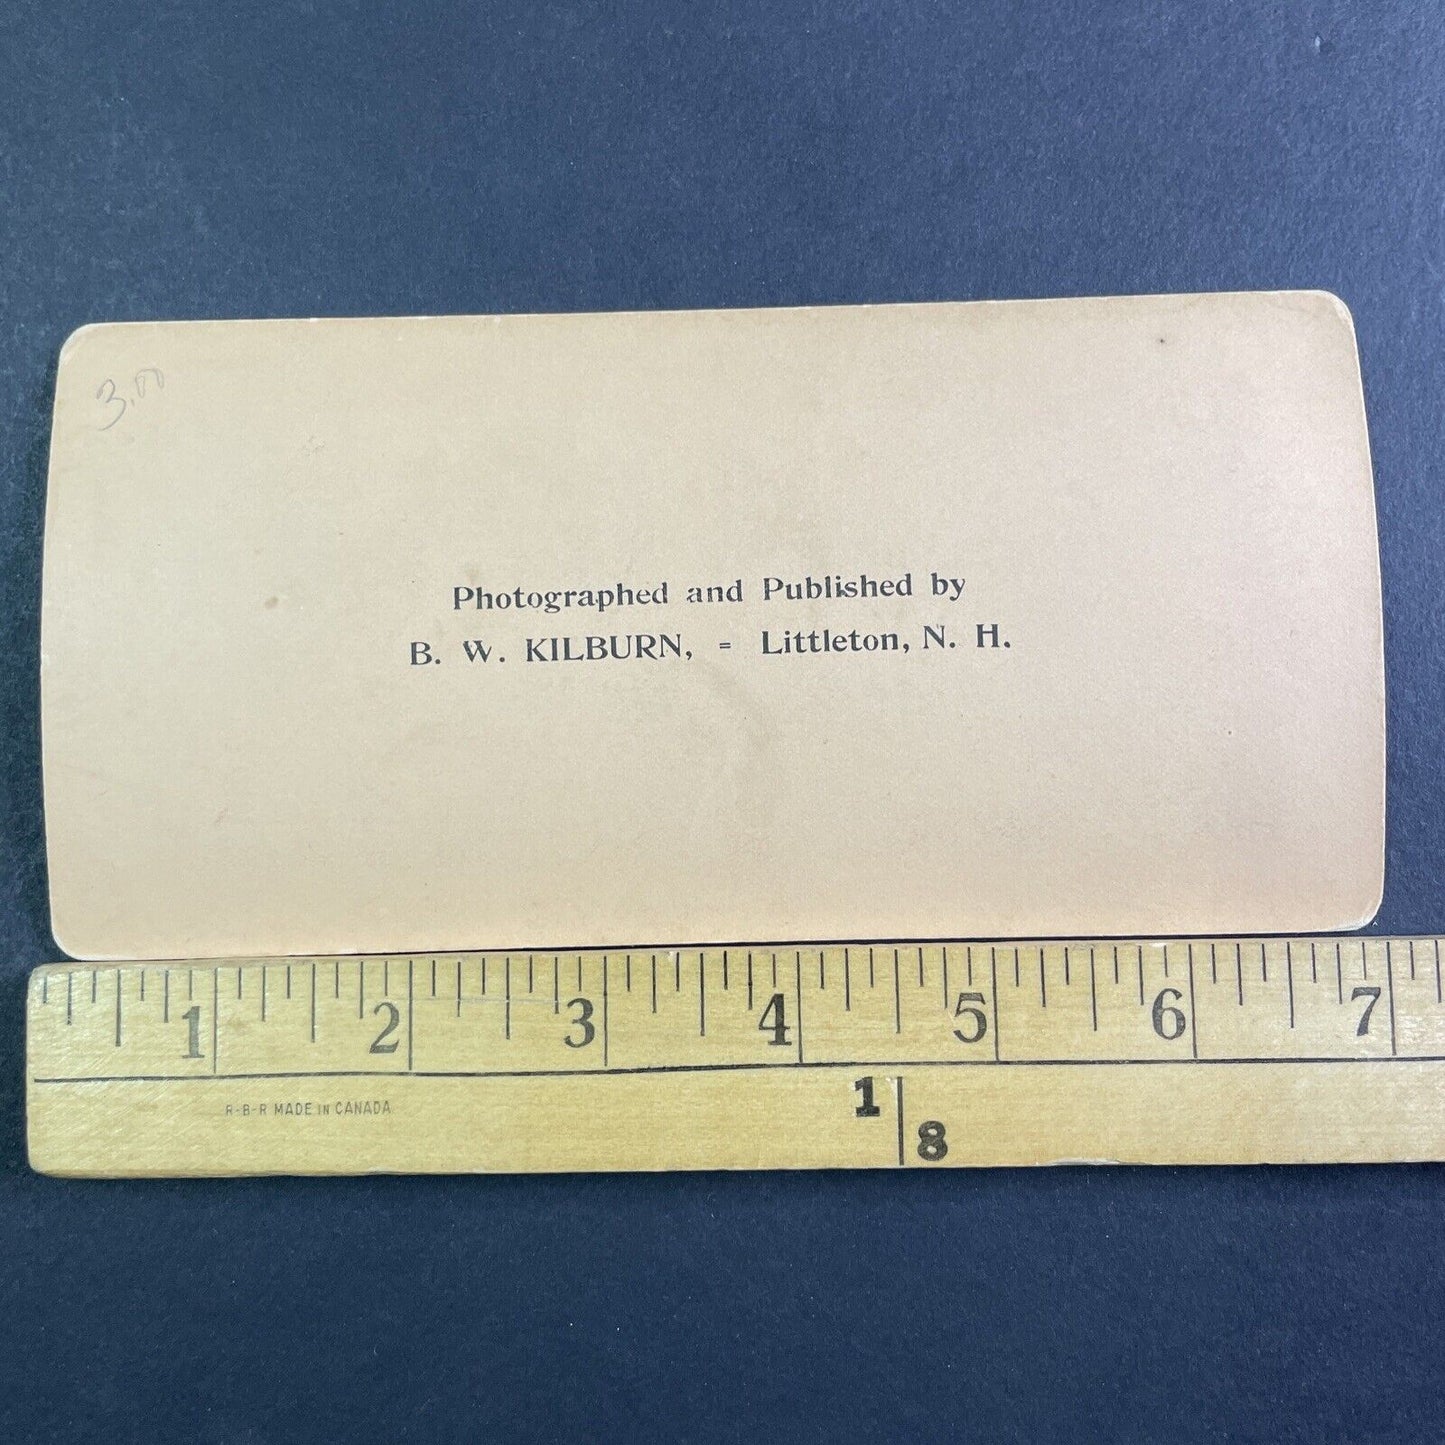 3.00
Photographed and Published by
B. W. KILBURN, = Littleton, N. H.
1 2 3 4 5 6 7
R-B-R MADE IN CANADA
1
8